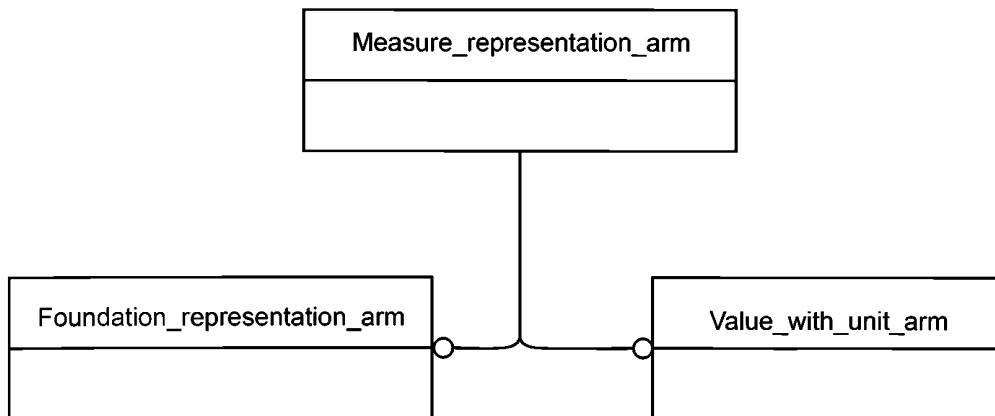 Measure_representation_arm
Foundation_representation_arm
Value_with_unit_arm